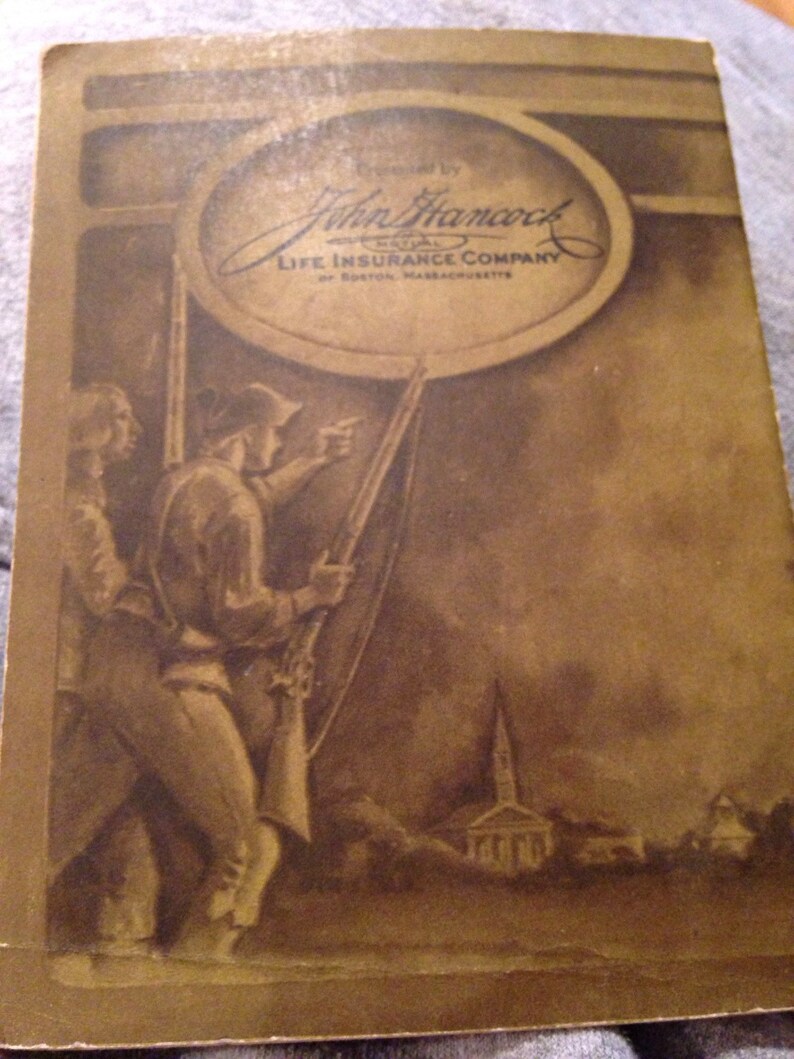 Presented by
John Hancock
MUTUAL
LIFE INSURANCE COMPANY
OF BOSTON, MASSACHUSETTS